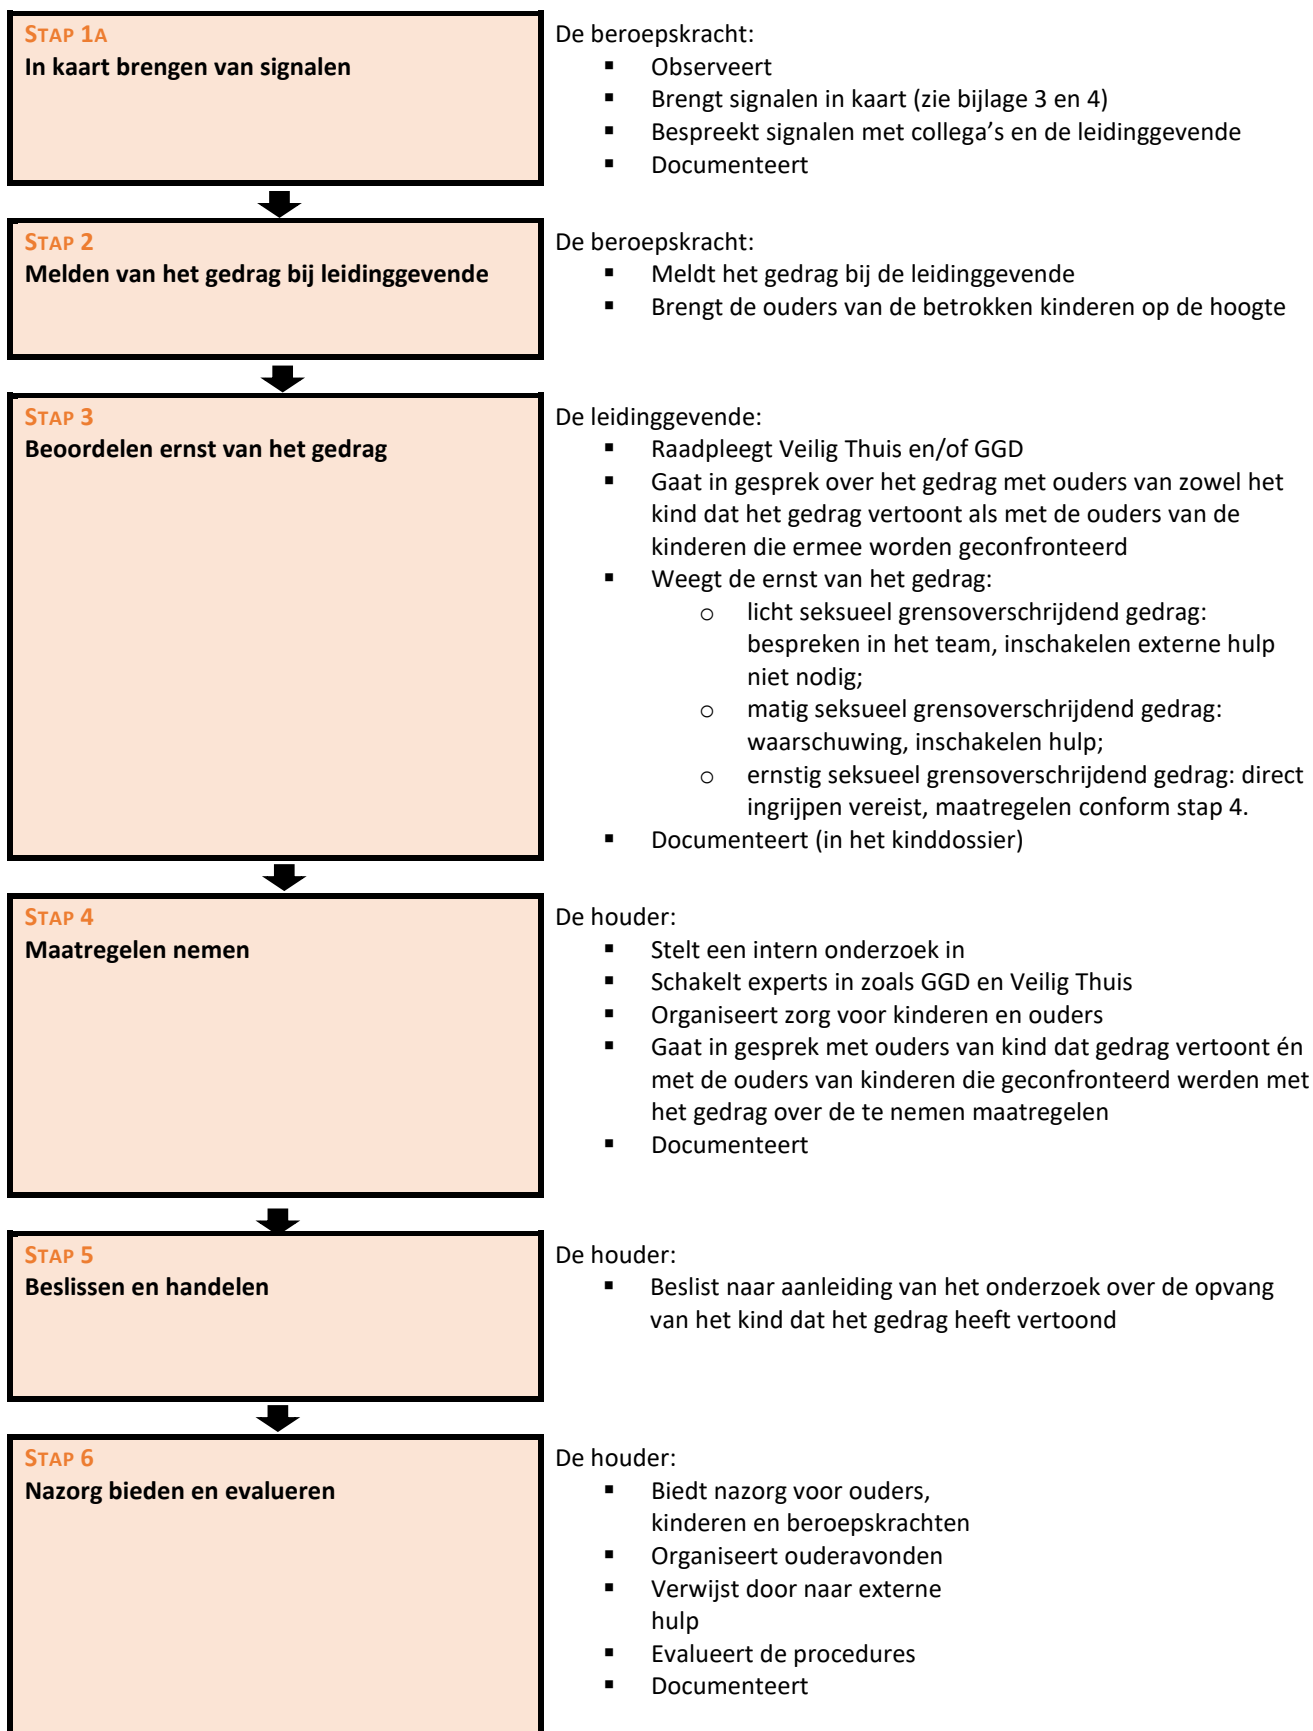 STAP 1A
In kaart brengen van signalen
De beroepskracht:
▪ Observeert
▪ Brengt signalen in kaart (zie bijlage 3 en 4)
▪ Bespreekt signalen met collega's en de leidinggevende
▪ Documenteert
STAP 2
Melden van het gedrag bij leidinggevende
De beroepskracht:
▪ Meldt het gedrag bij de leidinggevende
▪ Brengt de ouders van de betrokken kinderen op de hoogte
STAP 3
Beoordelen ernst van het gedrag
De leidinggevende:
▪ Raadpleegt Veilig Thuis en/of GGD
▪ Gaat in gesprek over het gedrag met ouders van zowel het
kind dat het gedrag vertoont als met de ouders van de
kinderen die ermee worden geconfronteerd
▪ Weegt de ernst van het gedrag:
o licht seksueel grensoverschrijdend gedrag:
bespreken in het team, inschakelen externe hulp
niet nodig;
o matig seksueel grensoverschrijdend gedrag:
waarschuwing, inschakelen hulp;
o ernstig seksueel grensoverschrijdend gedrag: direct
ingrijpen vereist, maatregelen conform stap 4.
▪ Documenteert (in het kinddossier)
STAP 4
Maatregelen nemen
De houder:
▪ Stelt een intern onderzoek in
▪ Schakelt experts in zoals GGD en Veilig Thuis
▪ Organiseert zorg voor kinderen en ouders
▪ Gaat in gesprek met ouders van kind dat gedrag vertoont én
met de ouders van kinderen die geconfronteerd werden met
het gedrag over de te nemen maatregelen
▪ Documenteert
STAP 5
Beslissen en handelen
De houder:
▪ Beslist naar aanleiding van het onderzoek over de opvang
van het kind dat het gedrag heeft vertoond
STAP 6
Nazorg bieden en evalueren
De houder:
▪ Biedt nazorg voor ouders,
kinderen en beroepskrachten
▪ Organiseert ouderavonden
▪ Verwijst door naar externe
hulp
▪ Evalueert de procedures
▪ Documenteert